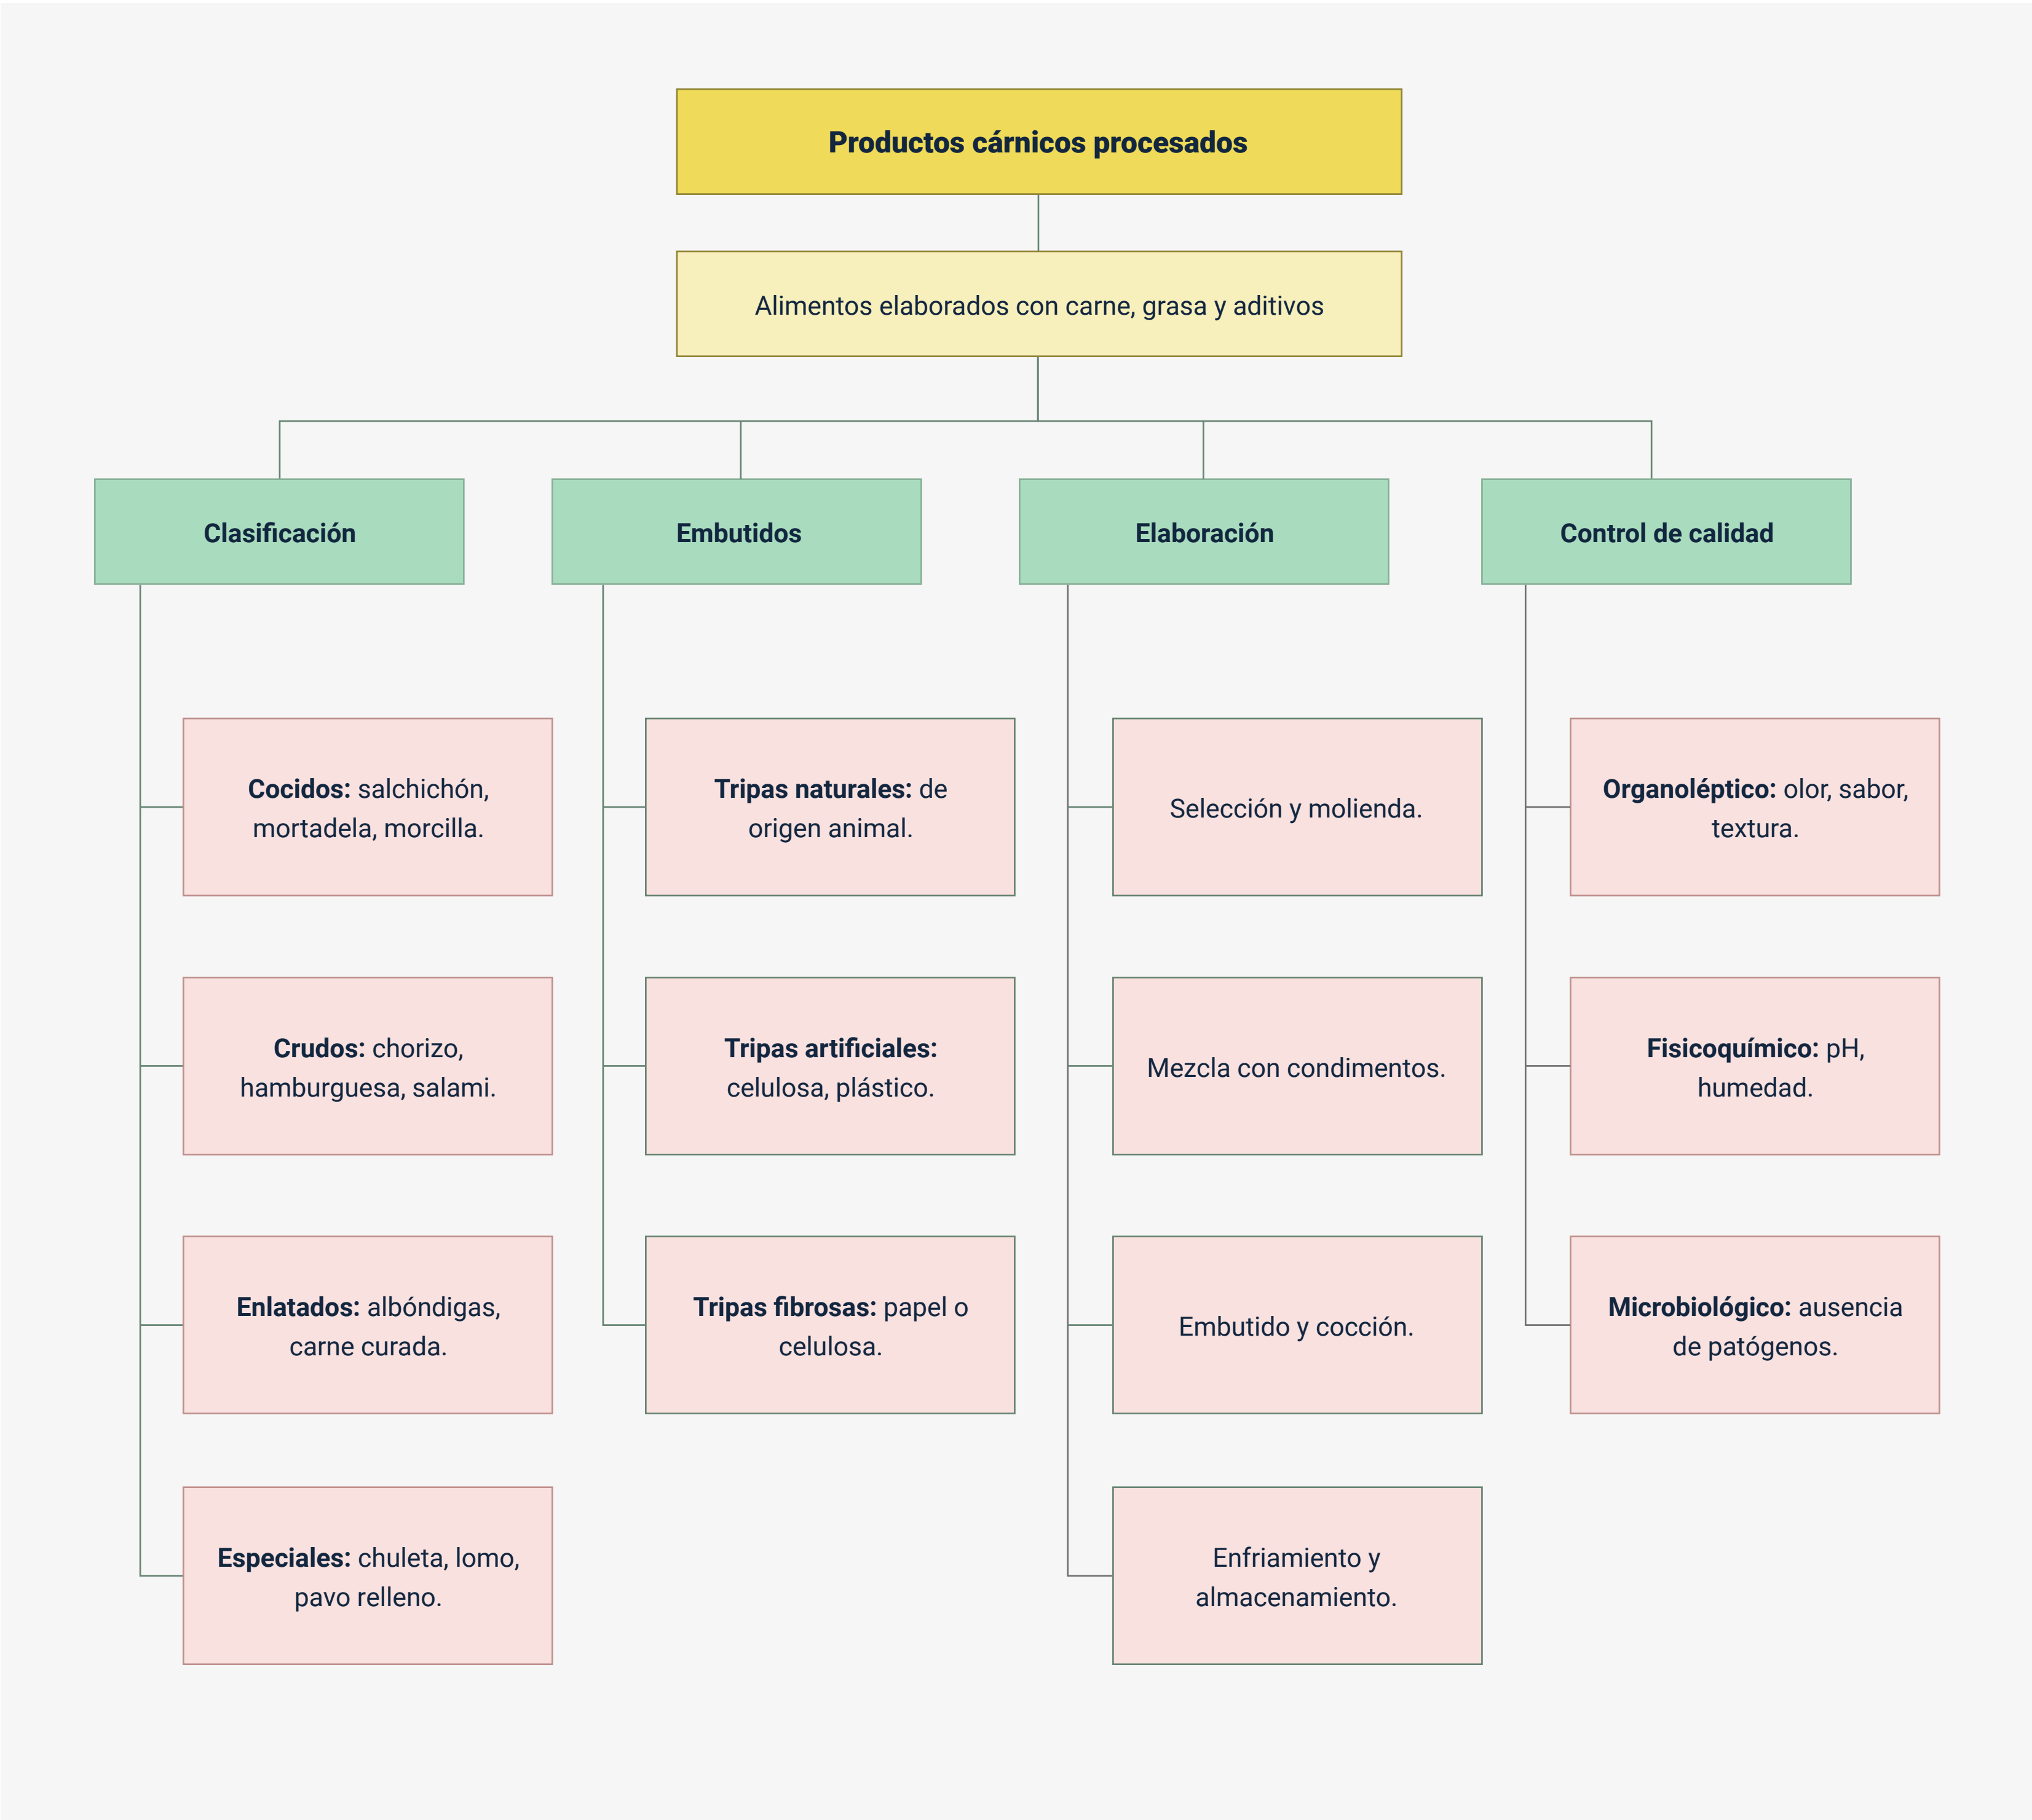 Productos cárnicos procesados
Alimentos elaborados con carne, grasa y aditivos
Clasificación
Cocidos: salchichón,
mortadela, morcilla.
Crudos: chorizo,
hamburguesa, salami.
Enlatados: albóndigas,
carne curada.
Especiales: chuleta, lomo,
pavo relleno.
Embutidos
Tripas naturales: de
origen animal.
Tripas artificiales:
celulosa, plástico.
Tripas fibrosas: papel o
celulosa.
Elaboración
Selección y molienda.
Mezcla con condimentos.
Embutido y cocción.
Enfriamiento y
almacenamiento.
Control de calidad
Organoléptico: olor, sabor,
textura.
Fisicoquímico: pH,
humedad.
Microbiológico: ausencia
de patógenos.